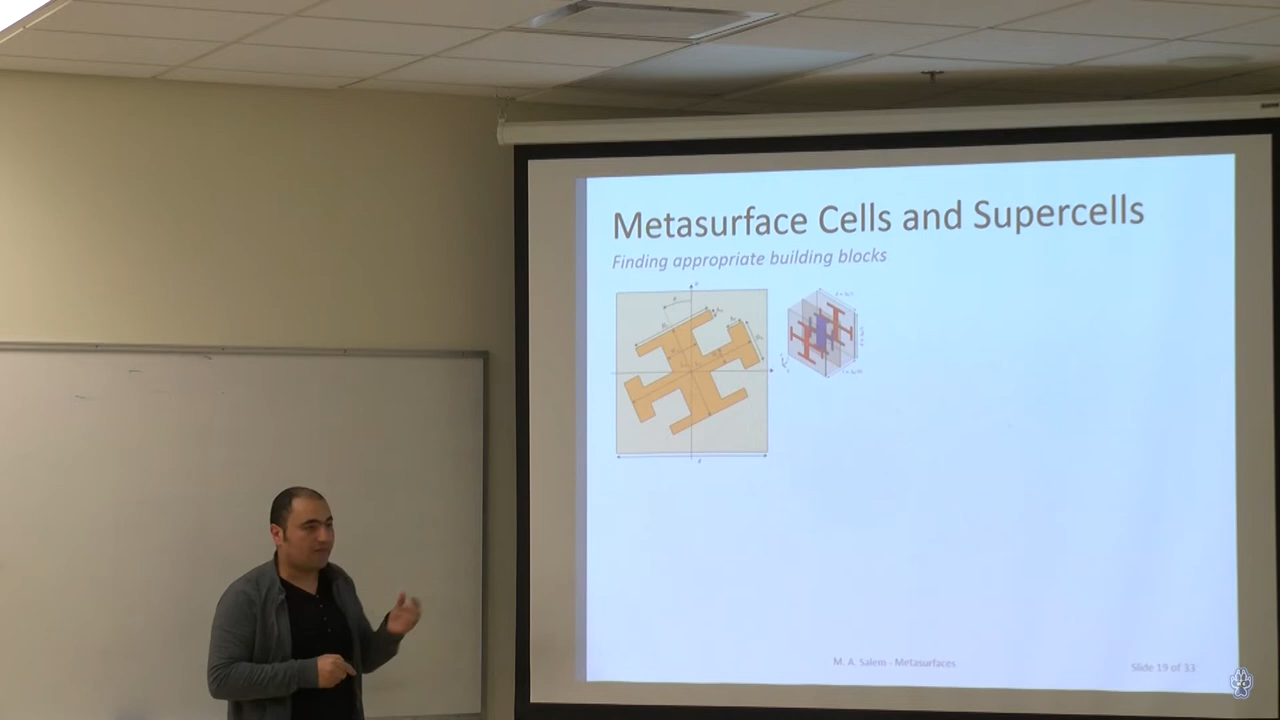 Metasurface Cells and Supercells
Finding appropriate building blocks
M. A. Salem - Metasurfaces
Slide 19 of 33